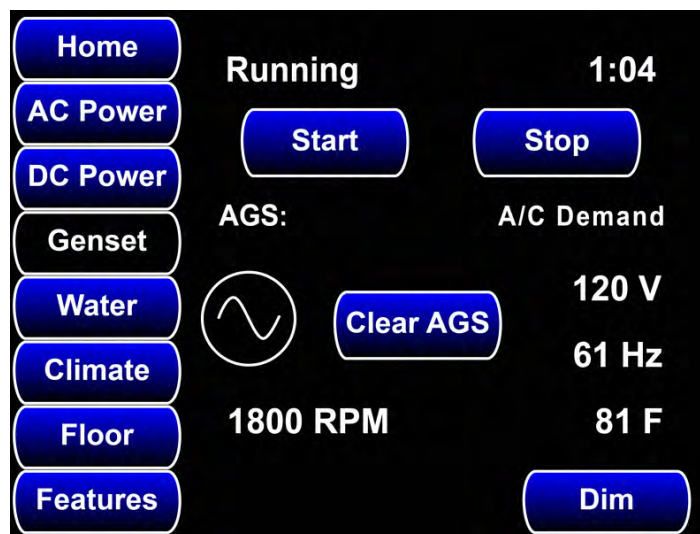 Home
AC Power
DC Power
Genset
Water
Climate
Floor
Features
Running 1:04
Start Stop
AGS: A/C Demand
120 V
Clear AGS
61 Hz
1800 RPM 81 F
Dim